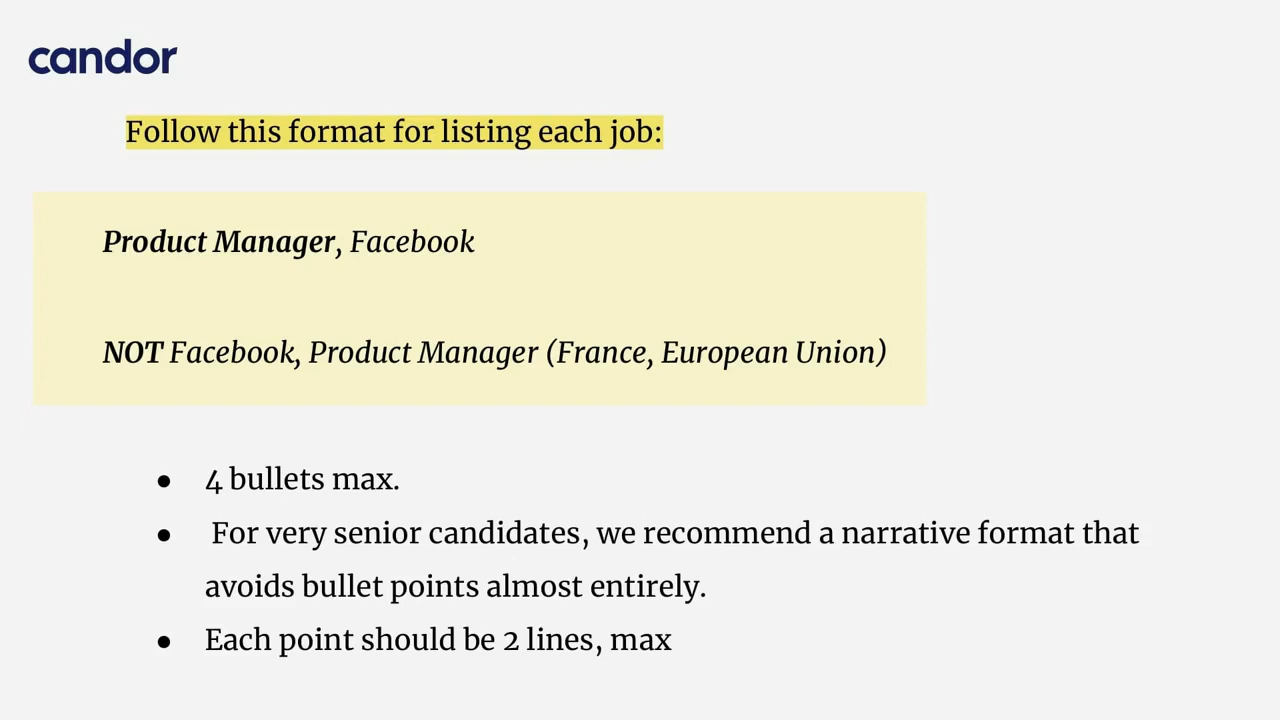 candor
Follow this format for listing each job:
Product Manager, Facebook
NOT Facebook, Product Manager (France, European Union)
● 4 bullets max.
● For very senior candidates, we recommend a narrative format that
avoids bullet points almost entirely.
● Each point should be 2 lines, max